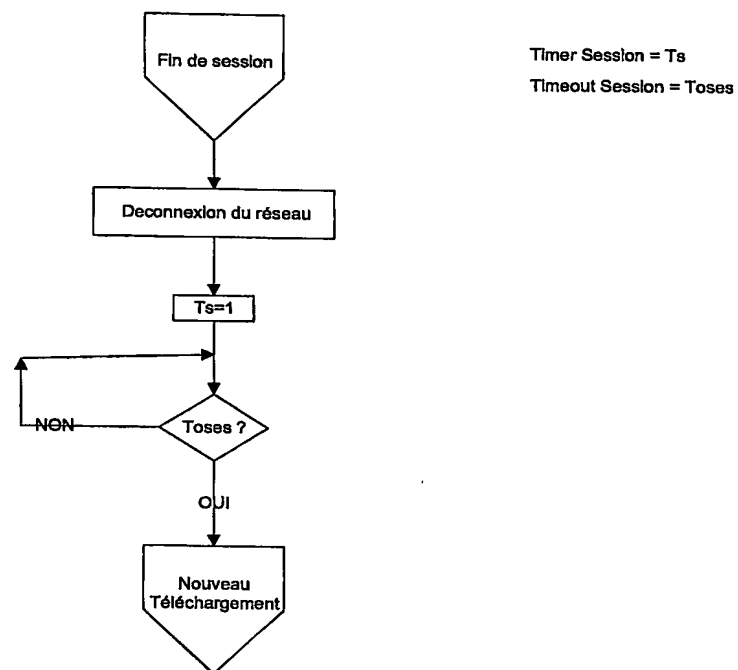 Fin de session
Timer Session = Ts
Timeout Session = Toses
Deconnexion du réseau
Ts=1
NON
Toses ?
OUI
Nouveau
Téléchargement